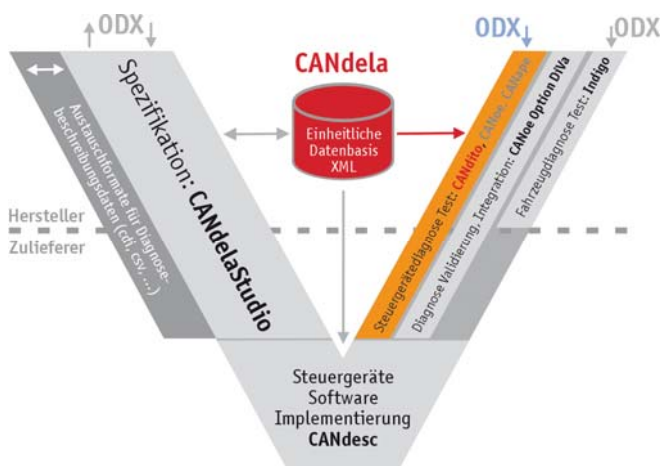 ODX
ODX
ODX
CANdela
Einheitliche
Datenbasis
XML
Austauschformate für Diagnose-
beschreibungsdaten (cdi, csv, ...)
Spezifikation: CANdelaStudio
Steuergerätediagnose Test: CANdito, CANoe, CANape
Diagnose Validierung, Integration: CANoe Option DiVa
Fahrzeugdiagnose Test: Indigo
Hersteller
Zulieferer
Steuergeräte
Software
Implementierung
CANdesc